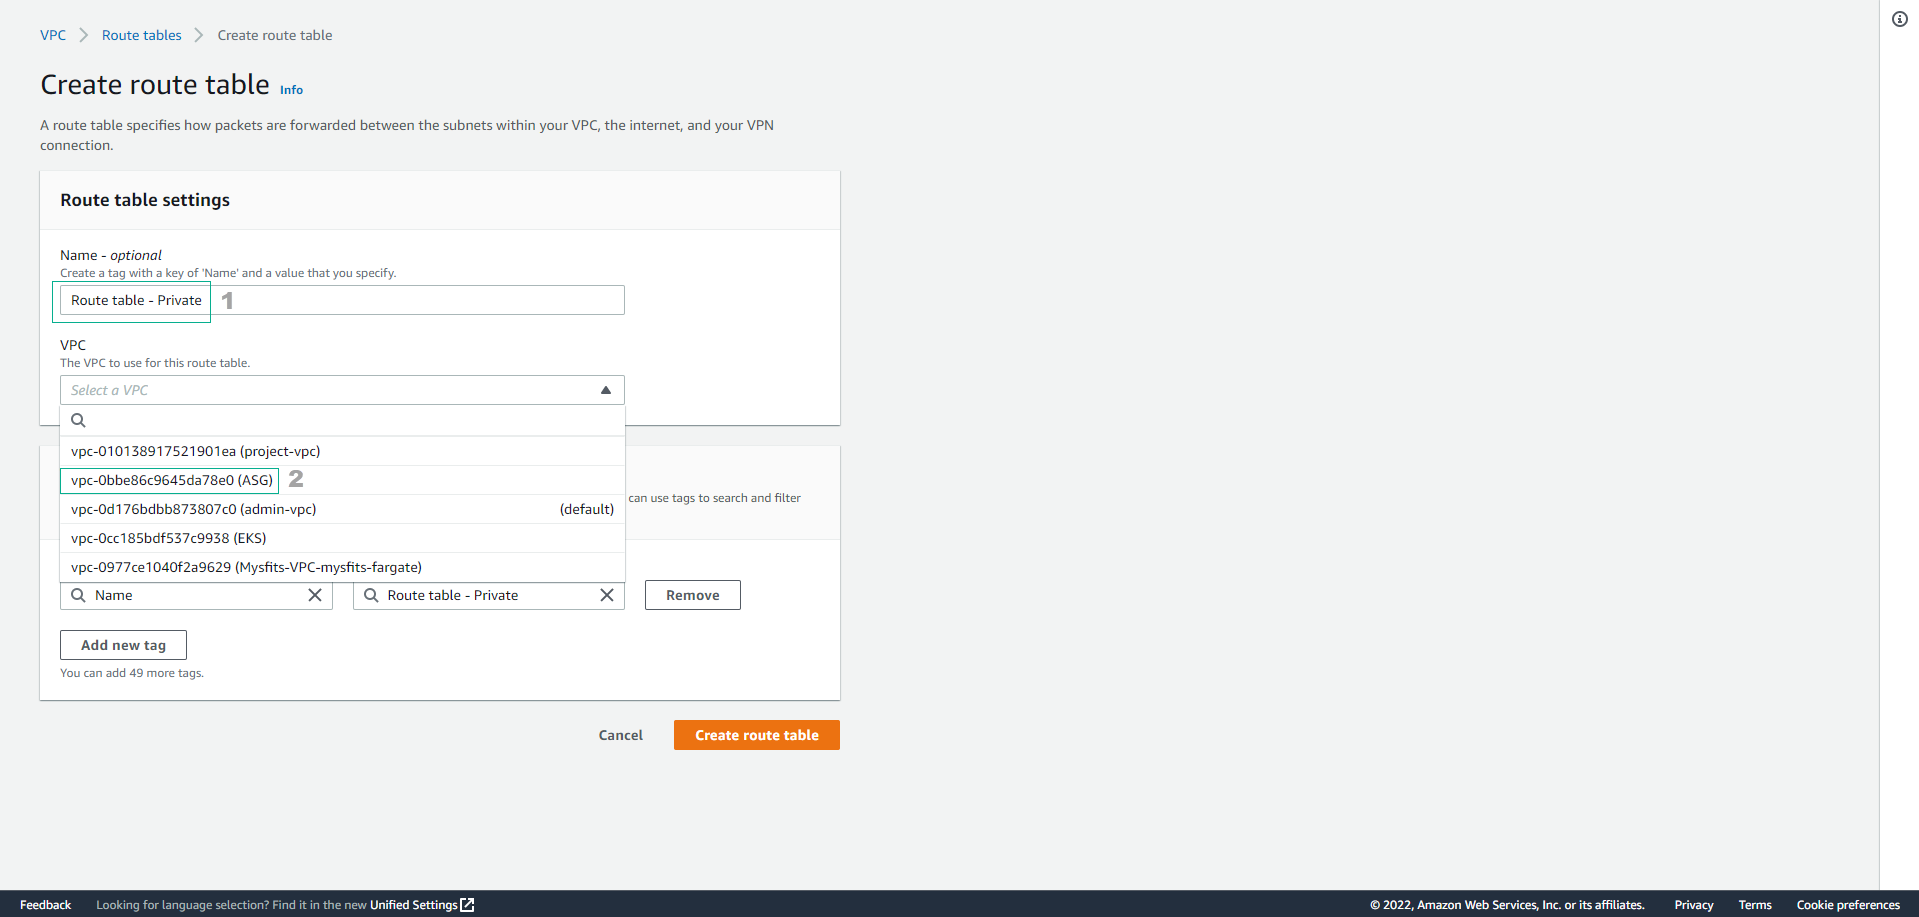 VPC > Route tables > Create route table
Create route table Info
A route table specifies how packets are forwarded between the subnets within your VPC, the internet, and your VPN
connection.
Route table settings
Name - optional
Create a tag with a key of 'Name' and a value that you specify.
Route table - Private 1
VPC
The VPC to use for this route table.
Select a VPC
vpc-010138917521901ea (project-vpc)
vpc-0bbe86c9645da78e0 (ASG) 2
can use tags to search and filter
vpc-0d176bdbb873807c0 (admin-vpc) (default)
vpc-0cc185bdf537c9938 (EKS)
vpc-0977ce1040f2a9629 (Mysfits-VPC-mysfits-fargate)
Name Route table - Private Remove
Add new tag
You can add 49 more tags.
Cancel Create route table
Feedback Looking for language selection? Find it in the new Unified Settings © 2022, Amazon Web Services, Inc. or its affiliates. Privacy Terms Cookie preferences